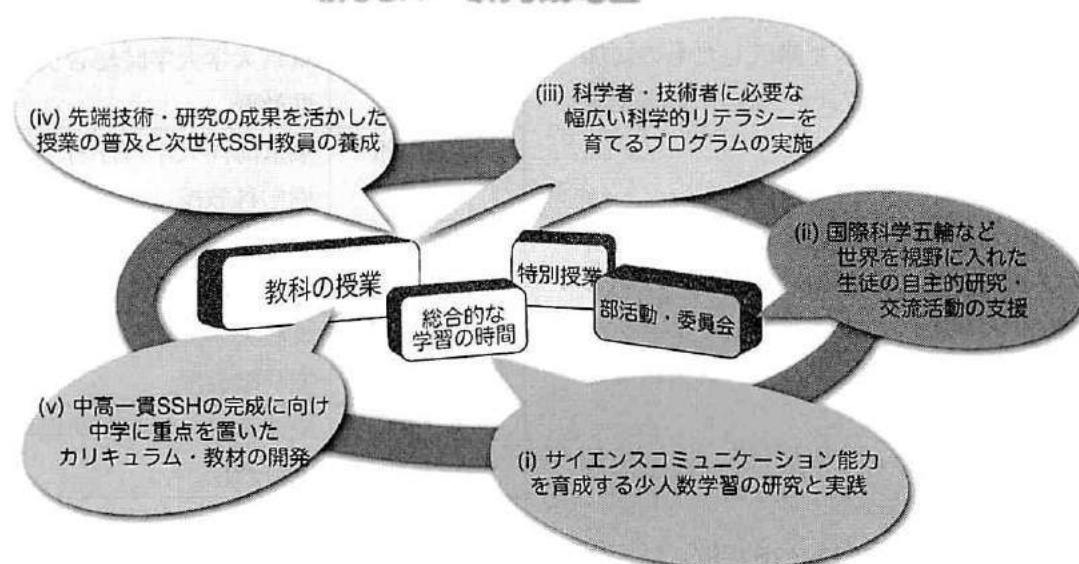 (iv) 先端技術・研究の成果を活かした
授業の普及と次世代SSH教員の養成
(iii) 科学者・技術者に必要な
幅広い科学的リテラシーを
育てるプログラムの実施
(ii) 国際科学五輪など
世界を視野に入れた
生徒の自主的研究・
交流活動の支援
教科の授業
総合的な
学習の時間
特別授業
部活動・委員会
(v) 中高一貫SSHの完成に向け
中学に重点を置いた
カリキュラム・教材の開発
(i) サイエンスコミュニケーション能力
を育成する少人数学習の研究と実践